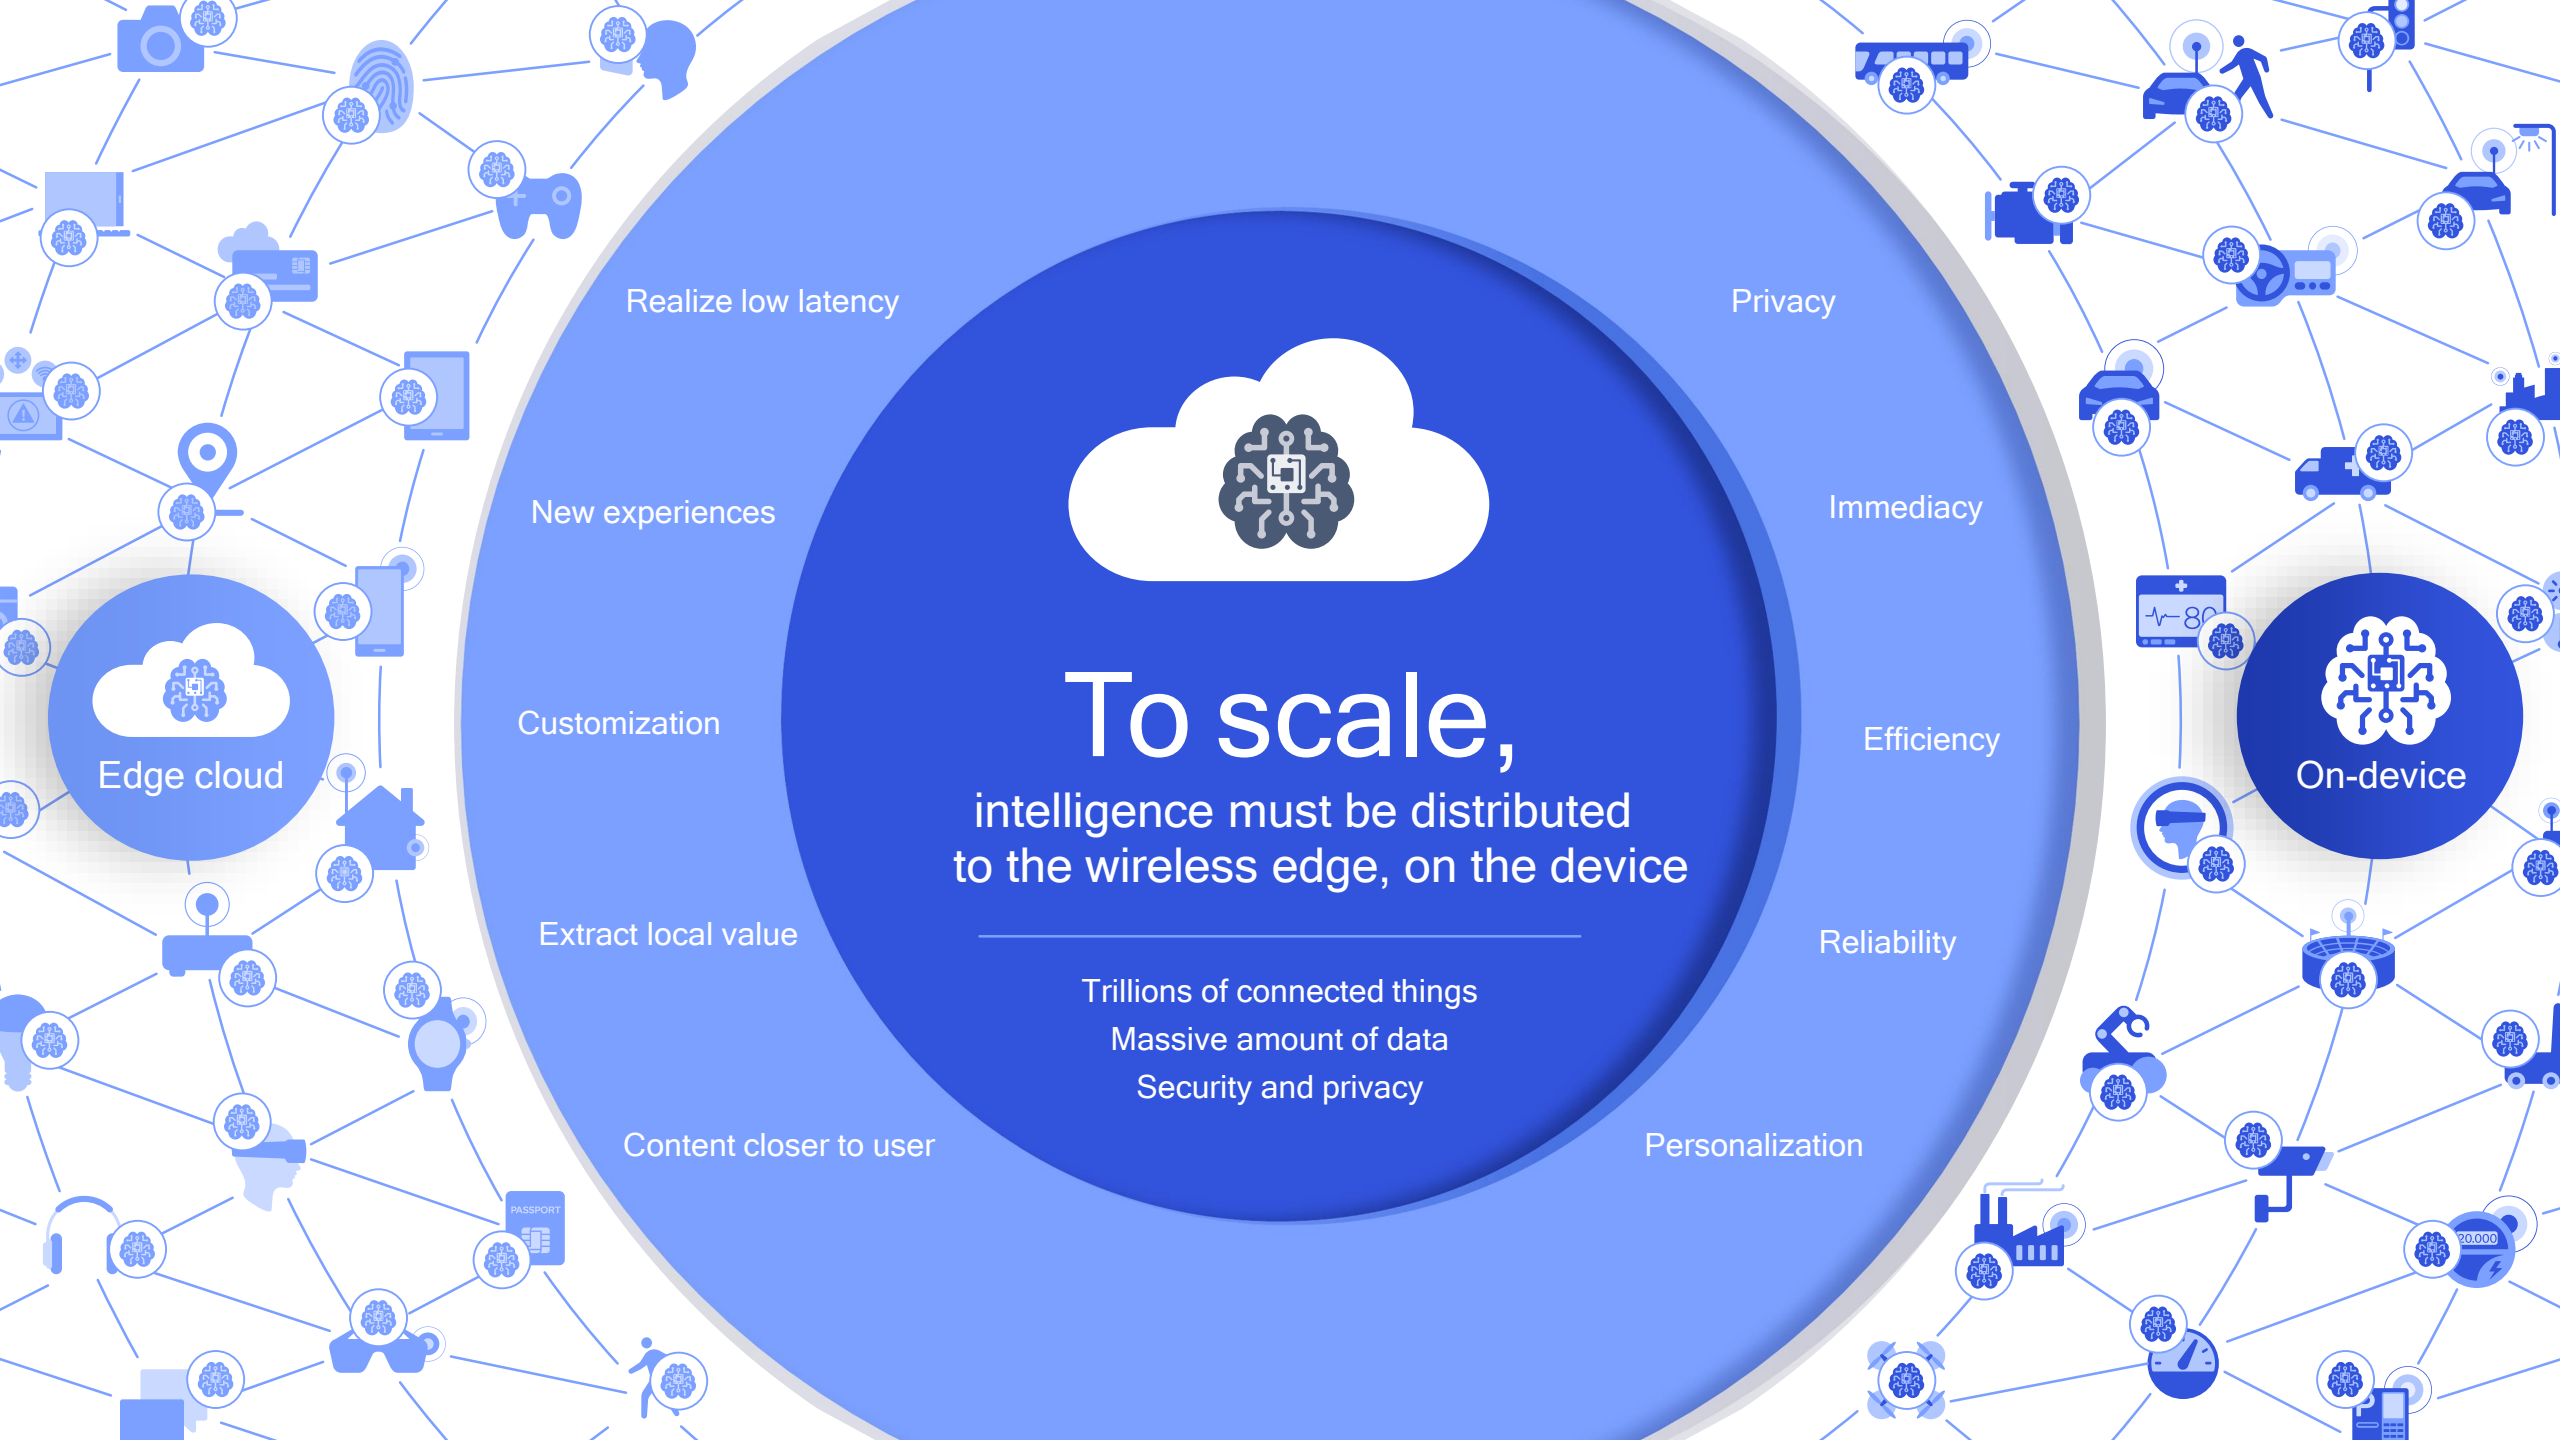 Realize low latency
New experiences
Customization
Extract local value
Content closer to user
Edge cloud
To scale,
intelligence must be distributed
to the wireless edge, on the device
Trillions of connected things
Massive amount of data
Security and privacy
Privacy
Immediacy
Efficiency
Reliability
Personalization
On-device
80
PASSPORT
20.000
P